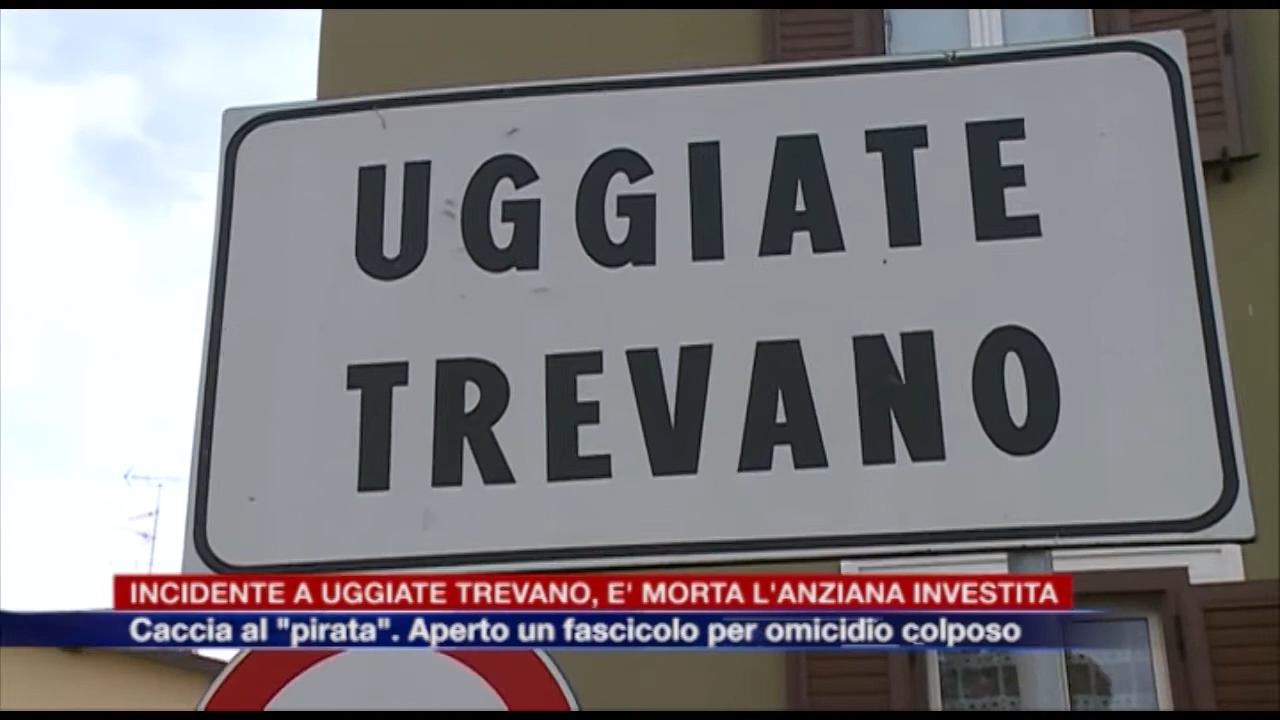 UGGIATE
TREVANO
INCIDENTE A UGGIATE TREVANO, E' MORTA L'ANZIANA INVESTITA
Caccia al "pirata". Aperto un fascicolo per omicidio colposo